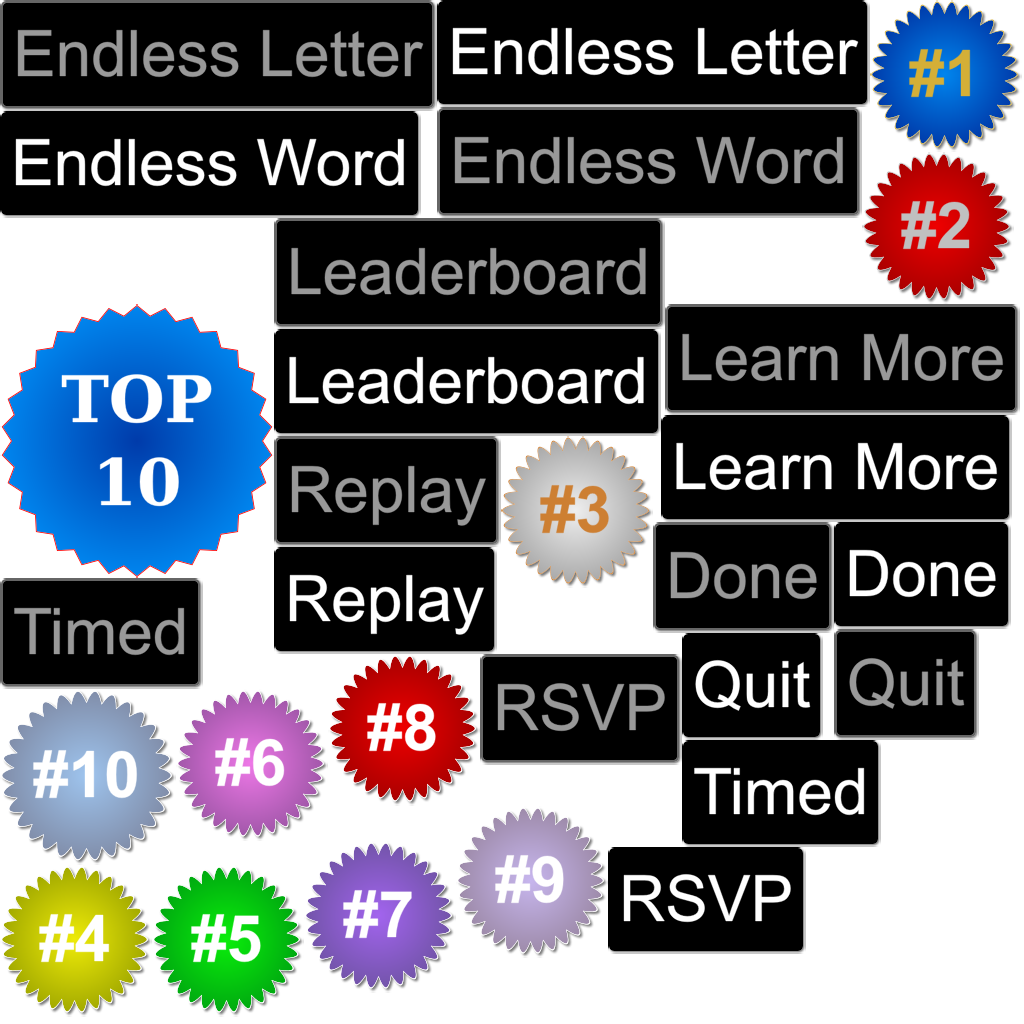 Endless Letter
Endless Letter
#1
Endless Word
Endless Word
#2
Leaderboard
Learn More
TOP
10
Leaderboard
Learn More
Replay
#3
Done
Done
Replay
Timed
Quit
Quit
RSVP
#10
#6
#8
Timed
#9
RSVP
#4
#5
#7